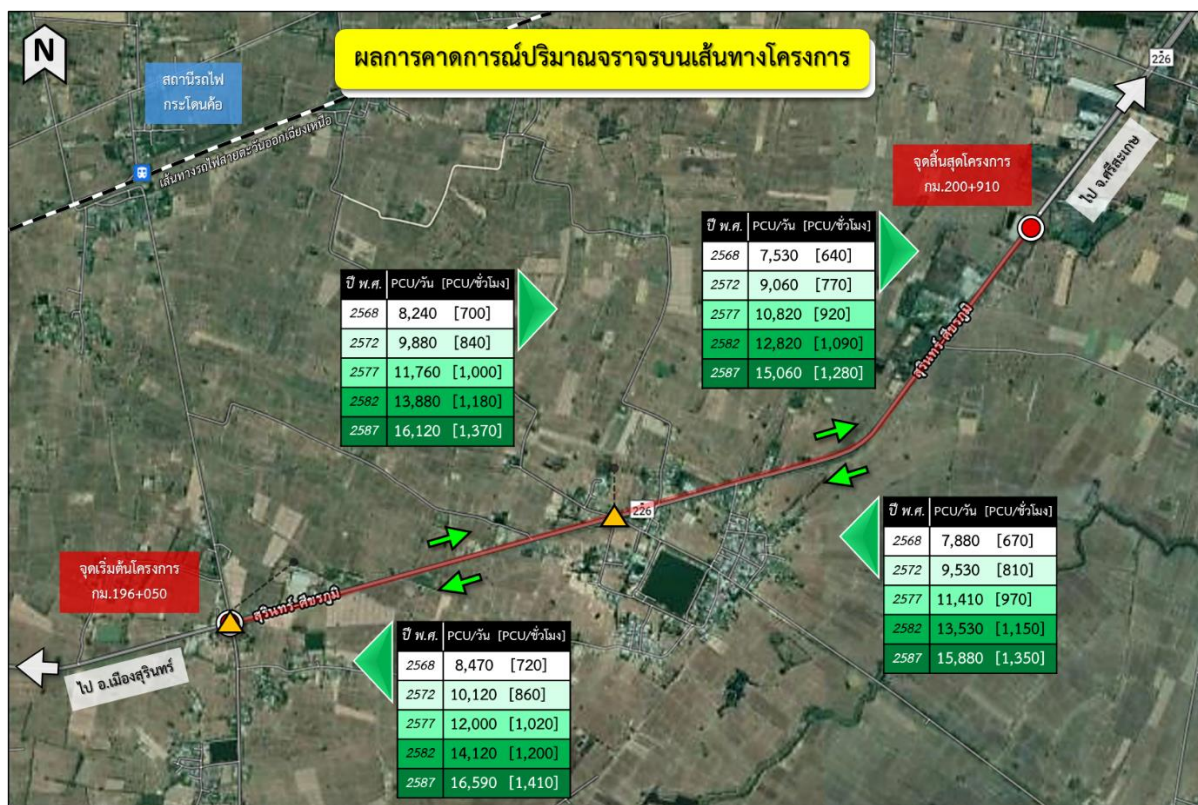 N
ผลการคาดการณ์ปริมาณจราจรบนเส้นทางโครงการ
226
สถานีรถไฟ
กระโดนค้อ
เส้นทางรถไฟสายตะวันออกเฉียงเหนือ
ไป จ.ศรีสะเกษ
จุดสิ้นสุดโครงการ
กม.200+910
ปี พ.ศ. PCU/วัน [PCU/ชั่วโมง]
2568 7,530 [640]
2572 9,060 [770]
2577 10,820 [920]
2582 12,820 [1,090]
2587 15,060 [1,280]
ปี พ.ศ. PCU/วัน [PCU/ชั่วโมง]
2568 8,240 [700]
2572 9,880 [840]
2577 11,760 [1,000]
2582 13,880 [1,180]
2587 16,120 [1,370]
สุรินทร์-ศีขรภูมิ
226
ปี พ.ศ. PCU/วัน [PCU/ชั่วโมง]
2568 7,880 [670]
2572 9,530 [810]
2577 11,410 [970]
2582 13,530 [1,150]
2587 15,880 [1,350]
จุดเริ่มต้นโครงการ
กม.196+050
สุรินทร์-ศีขรภูมิ
ไป อ.เมืองสุรินทร์
ปี พ.ศ. PCU/วัน [PCU/ชั่วโมง]
2568 8,470 [720]
2572 10,120 [860]
2577 12,000 [1,020]
2582 14,120 [1,200]
2587 16,590 [1,410]